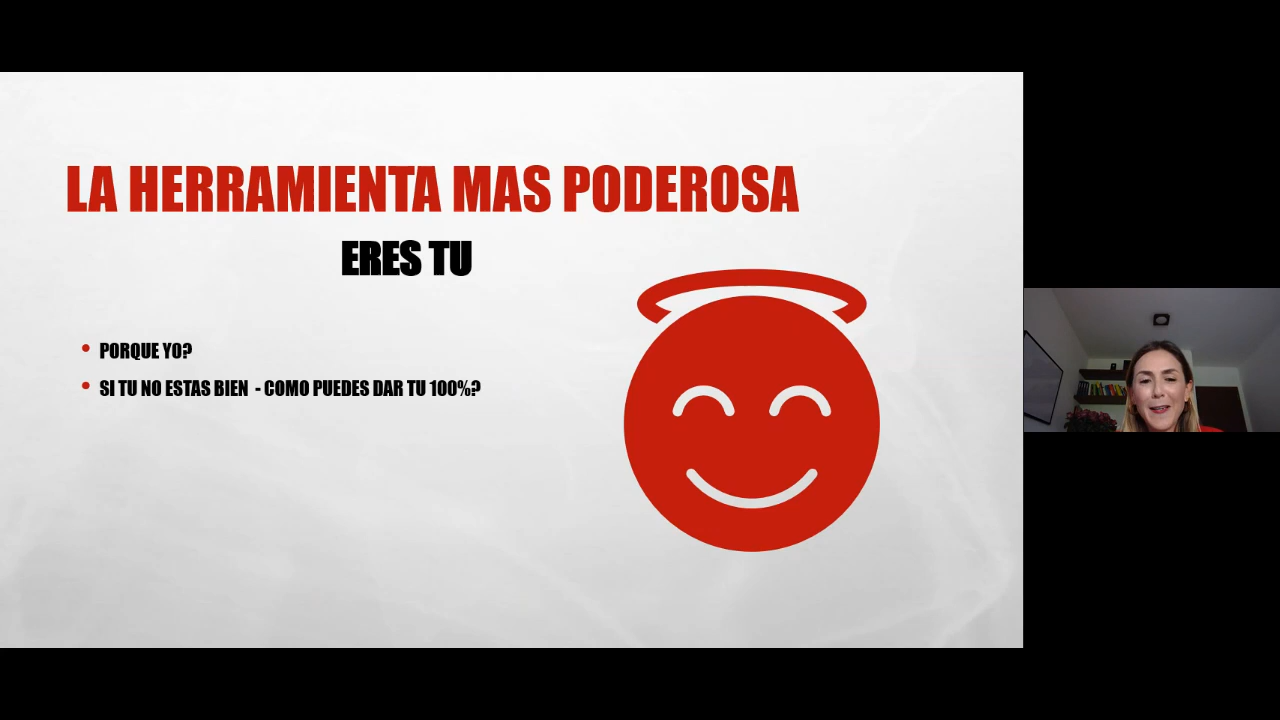 LA HERRAMIENTA MAS PODEROSA
ERES TU
PORQUE YO?
SI TU NO ESTAS BIEN - COMO PUEDES DAR TU 100%?